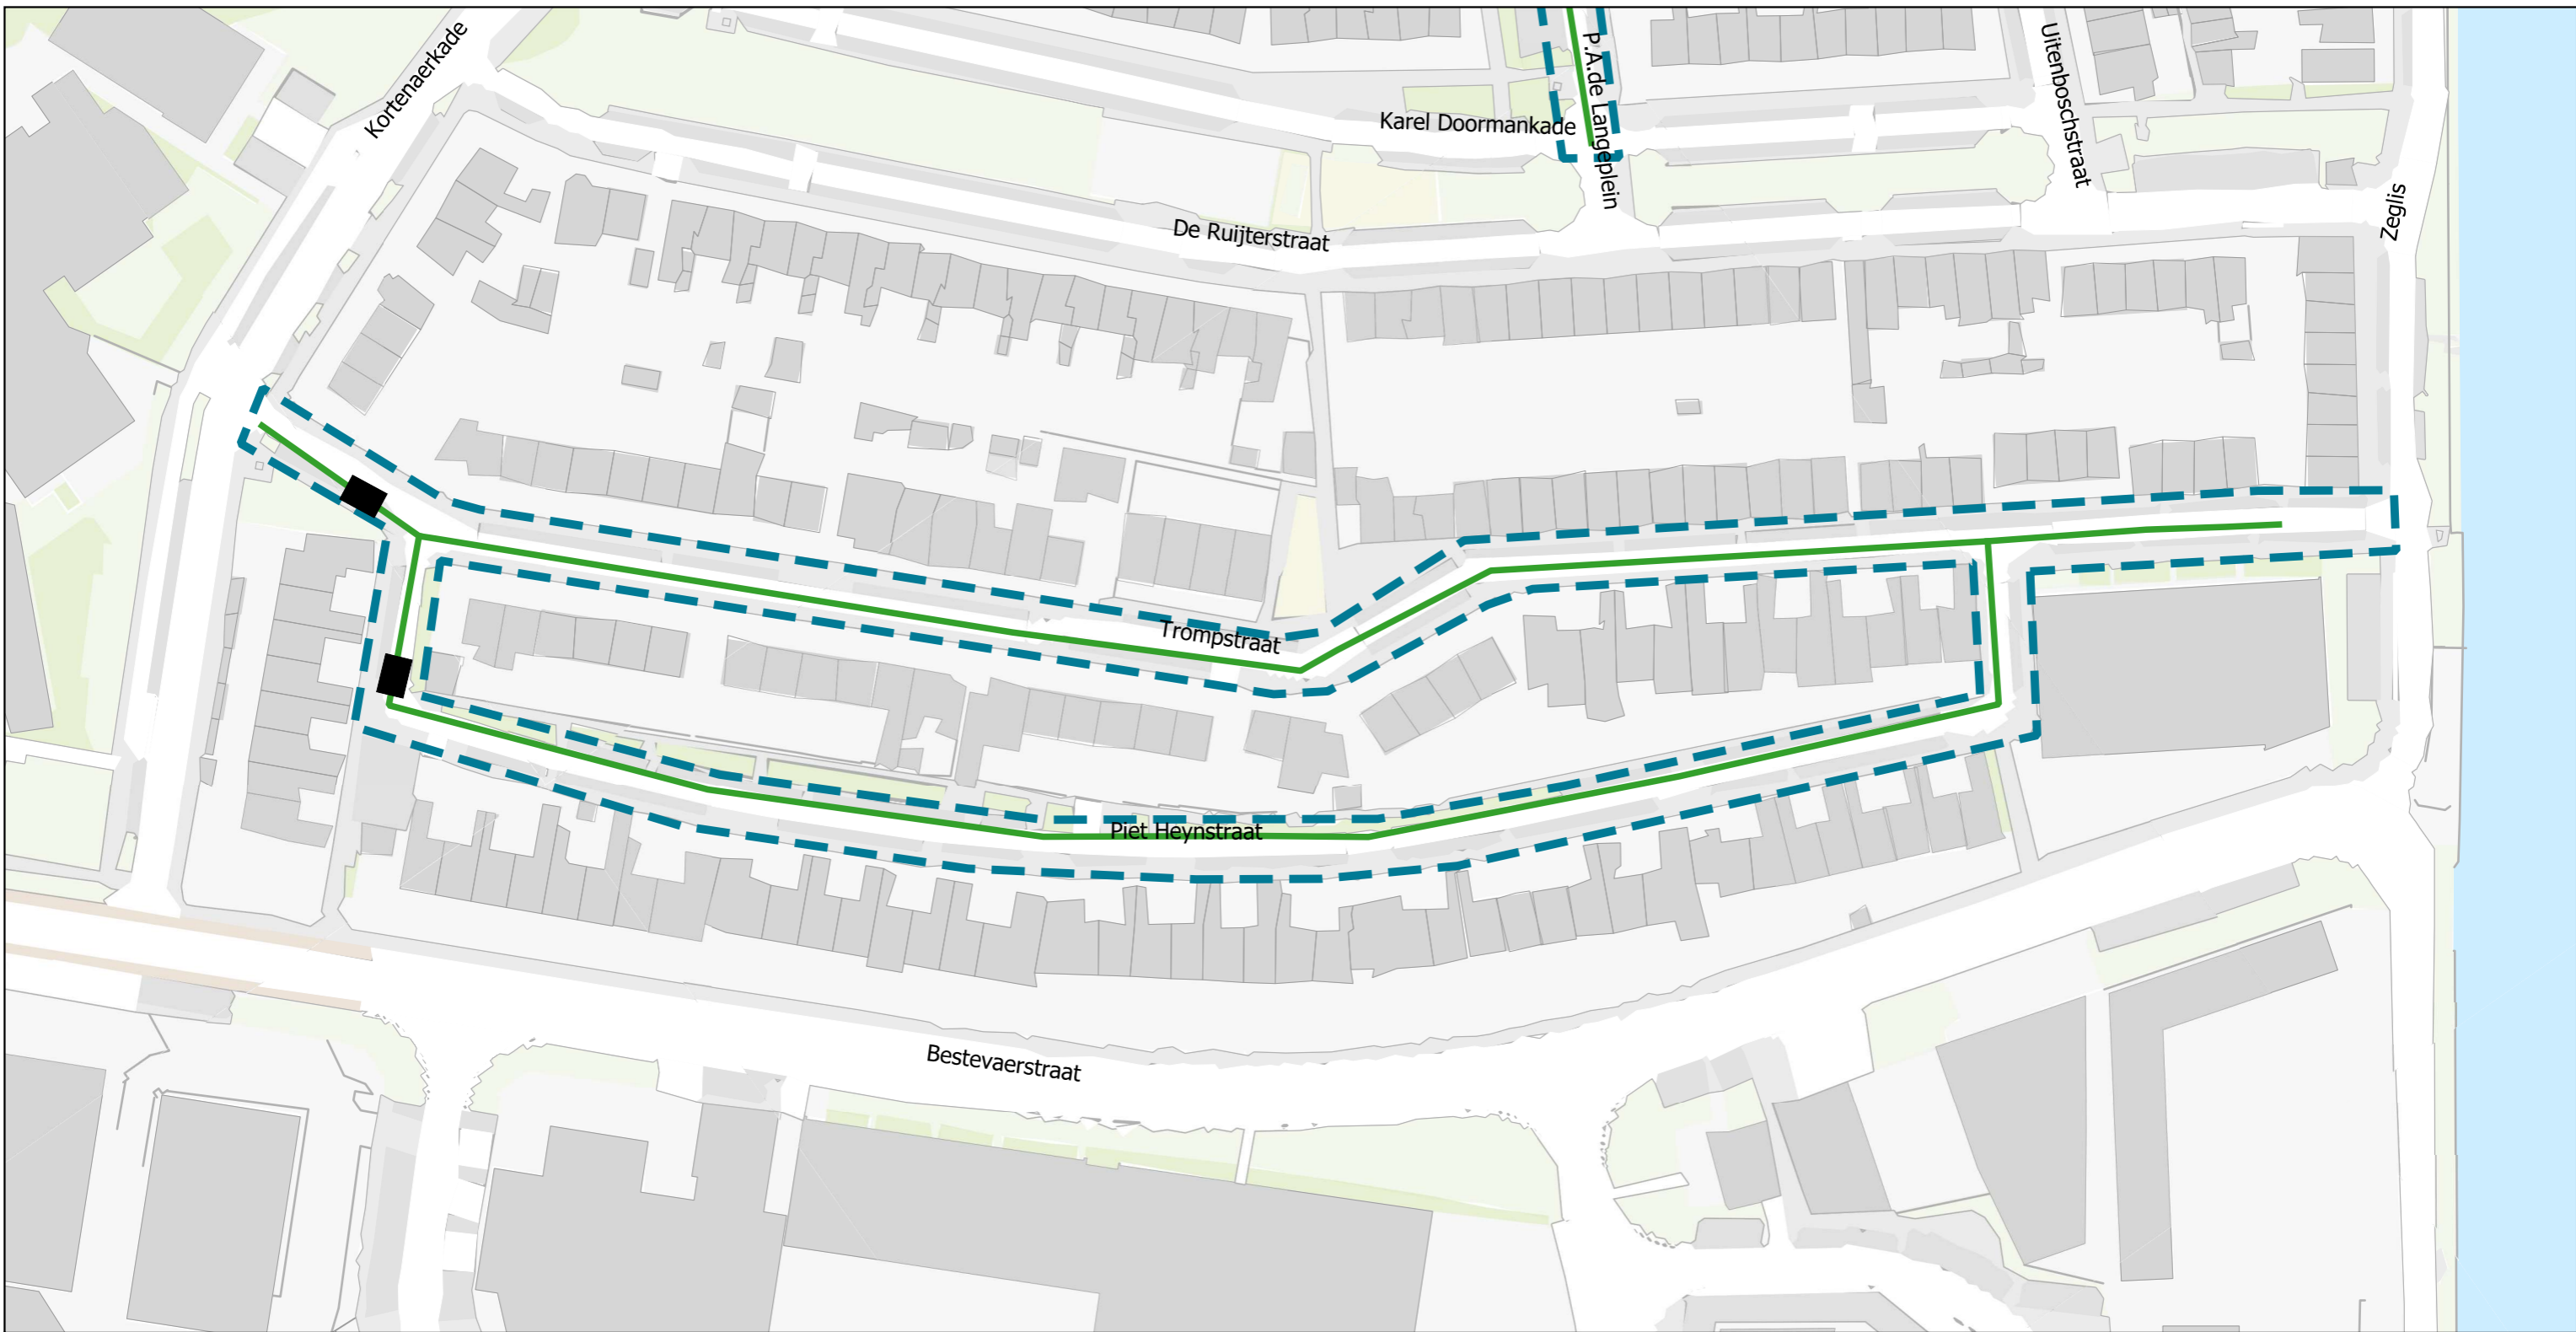 Kortenaerkade
P.A.de Langeplein
Uitenboschstraat
Karel Doormankade
De Ruijterstraat
Zeglis
Trompstraat
Piet Heynstraat
Bestevaerstraat